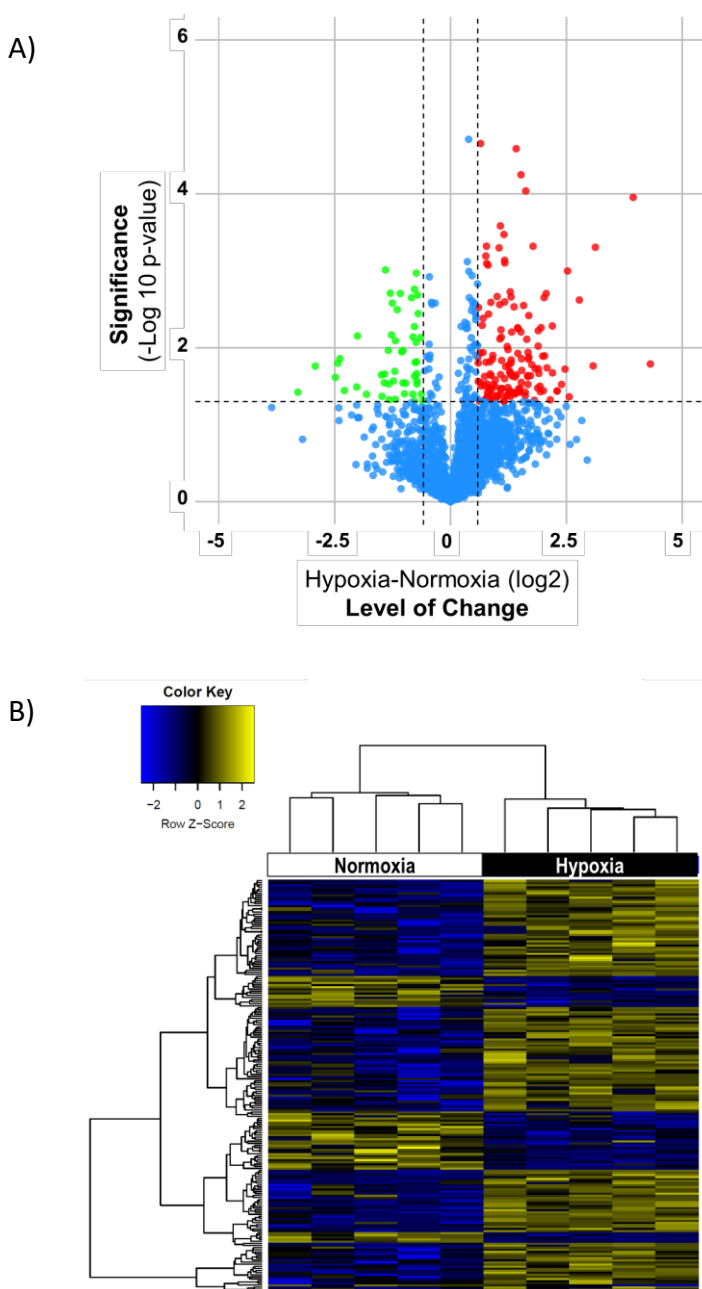 A)
6
4
2
0
Significance
(-Log 10 p-value)
-5
-2.5
0
2.5
5
Hypoxia-Normoxia (log2)
Level of Change
B)
Color Key
−2
0
1
2
Row Z−Score
Normoxia
Hypoxia